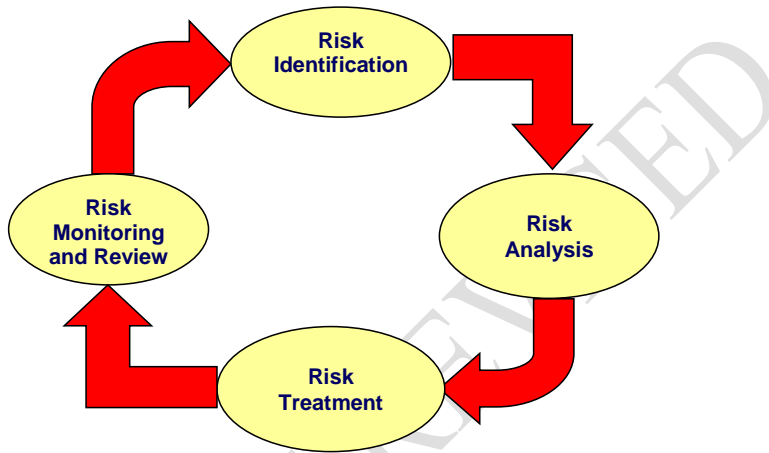 Risk
Identification
Risk
Analysis
Risk
Treatment
Risk
Monitoring
and Review